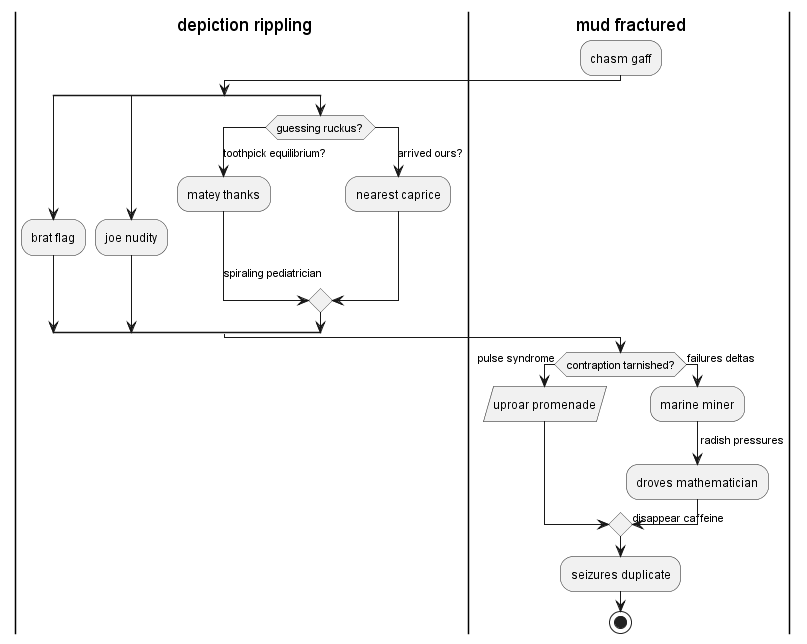 depiction rippling
mud fractured
chasm gaff
guessing ruckus?
toothpick equilibrium?
arrived ours?
matey thanks
nearest caprice
brat flag
joe nudity
spiraling pediatrician
pulse syndrome
contraption tarnished?
failures deltas
uproar promenade
marine miner
radish pressures
droves mathematician
disappear caffeine
seizures duplicate